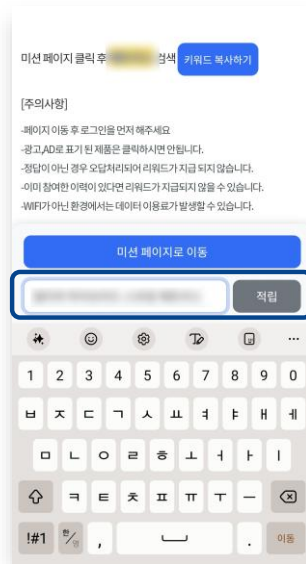 미션 페이지 클릭 후 검색 키워드 복사하기
[주의사항]
-페이지 이동 후 로그인을 먼저 해주세요
-광고,AD로 표기 된 제품은 클릭하시면 안됩니다.
-정답이 아닌 경우 오답처리되어 리워드가 지급 되지 않습니다.
-이미 참여한 이력이 있다면 리워드가 지급되지 않을 수 있습니다.
-WIFI가 아닌 환경에서는 데이터 이용료가 발생할 수 있습니다.
미션 페이지로 이동
적립
1 2 3 4 5 6 7 8 9 0
ㅂ ㅈ ㄷ ㄱ ㅅ ㅛ ㅕ ㅑ ㅐ ㅔ
ㅁ ㄴ ㅇ ㄹ ㅎ ㅗ ㅓ ㅏ ㅣ
ㅋ ㅌ ㅊ ㅍ ㅠ ㅜ ㅡ
!#1 한/영 , . 이동